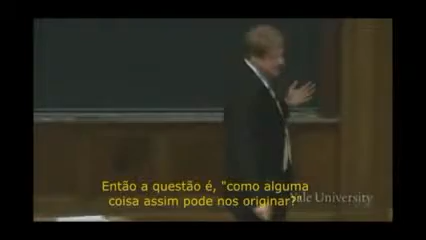 Então a questão é, "como alguma
coisa assim pode nos originar?"
Yale University